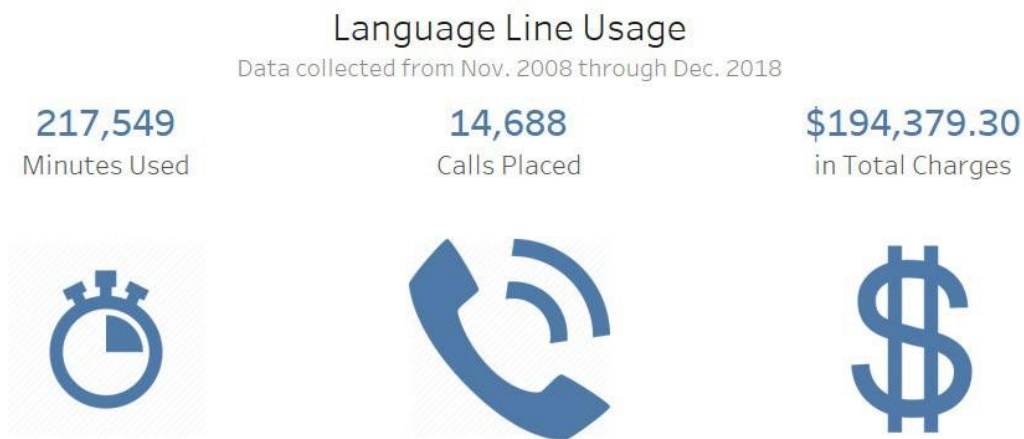 Language Line Usage
Data collected from Nov. 2008 through Dec. 2018
217,549
Minutes Used
14,688
Calls Placed
$194,379.30
in Total Charges